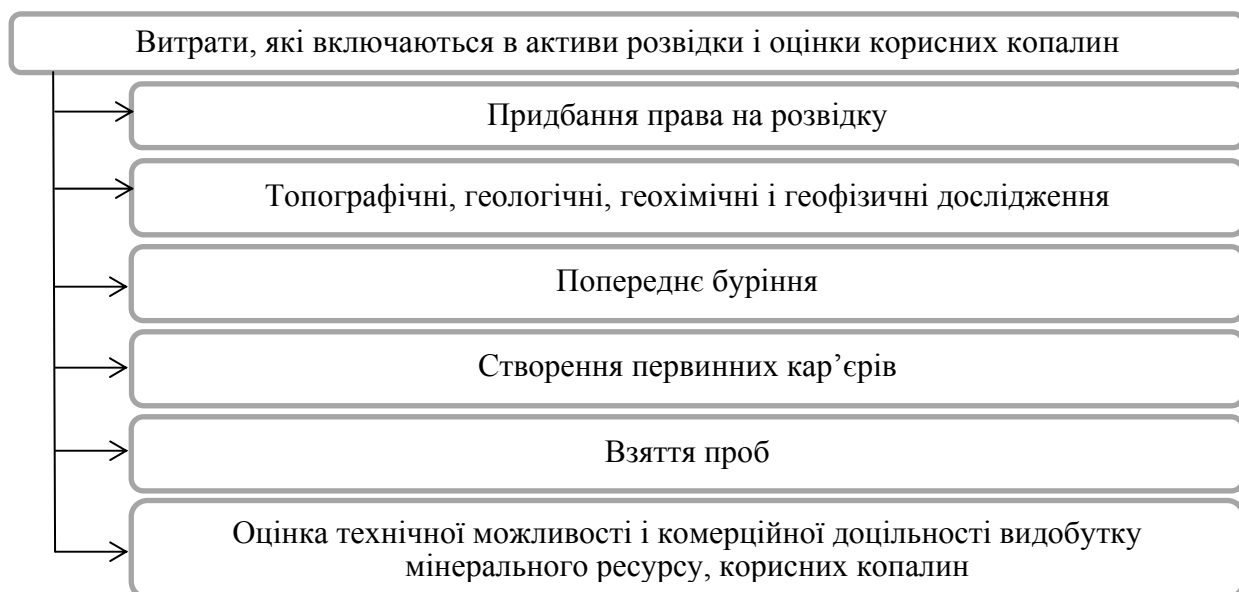 Витрати, які включаються в активи розвідки і оцінки корисних копалин
Придбання права на розвідку
Топографічні, геологічні, геохімічні і геофізичні дослідження
Попереднє буріння
Створення первинних кар’єрів
Взяття проб
Оцінка технічної можливості і комерційної доцільності видобутку
мінерального ресурсу, корисних копалин